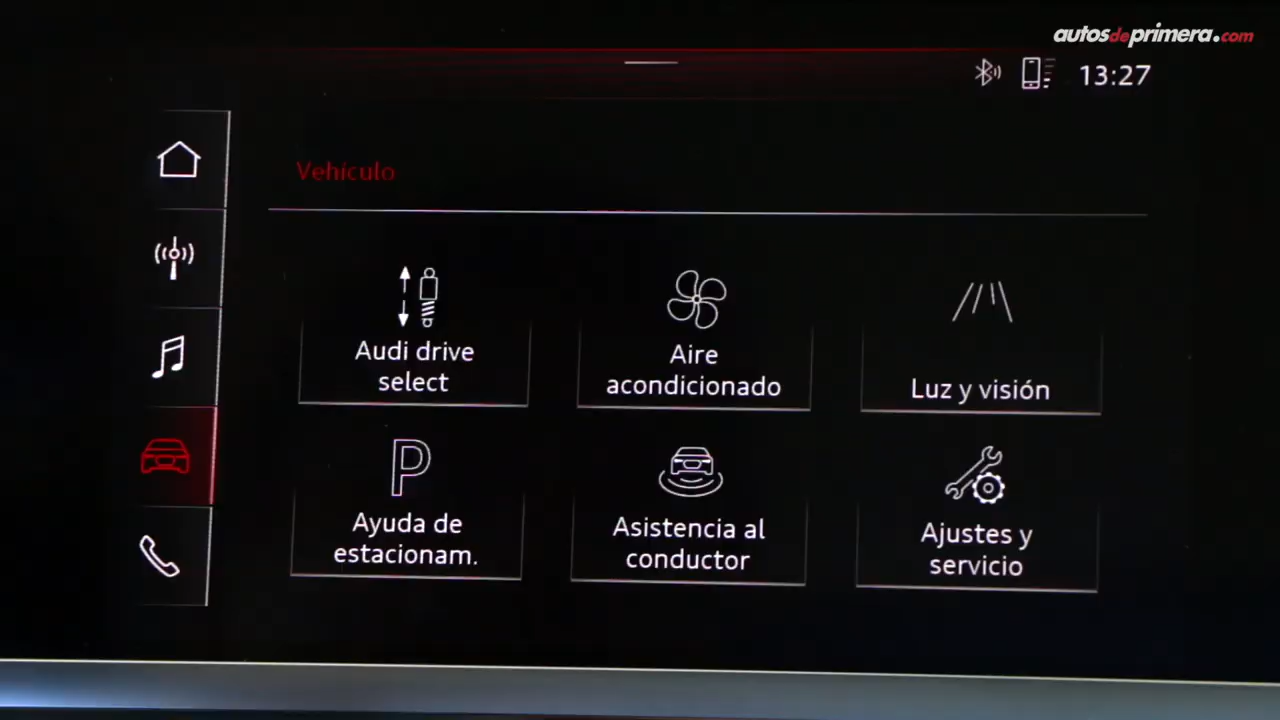 autosdeprimera.com
13:27
Vehículo
Audi drive
select
Aire
acondicionado
Luz y visión
P
Ayuda de
estacionam.
Asistencia al
conductor
Ajustes y
servicio